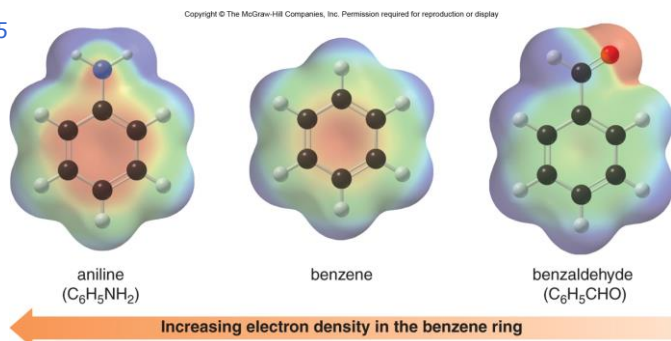 Copyright © The McGraw-Hill Companies, Inc. Permission required for reproduction or display
5
aniline
(C₆H₅NH₂)
benzene
benzaldehyde
(C₆H₅CHO)
Increasing electron density in the benzene ring